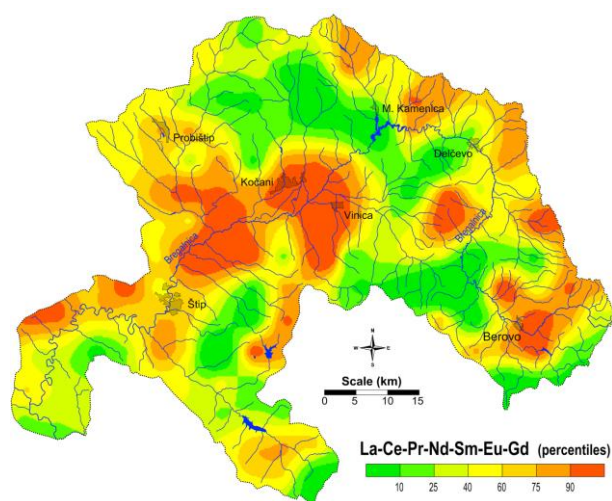 M. Kamenica
Probištip
Delčevo
Kočani
Vinica
Bregalnica
Bregalnica
Štip
Berovo
N
W E
S
Scale (km)
0 5 10 15
La-Ce-Pr-Nd-Sm-Eu-Gd (percentiles)
10 25 40 60 75 90